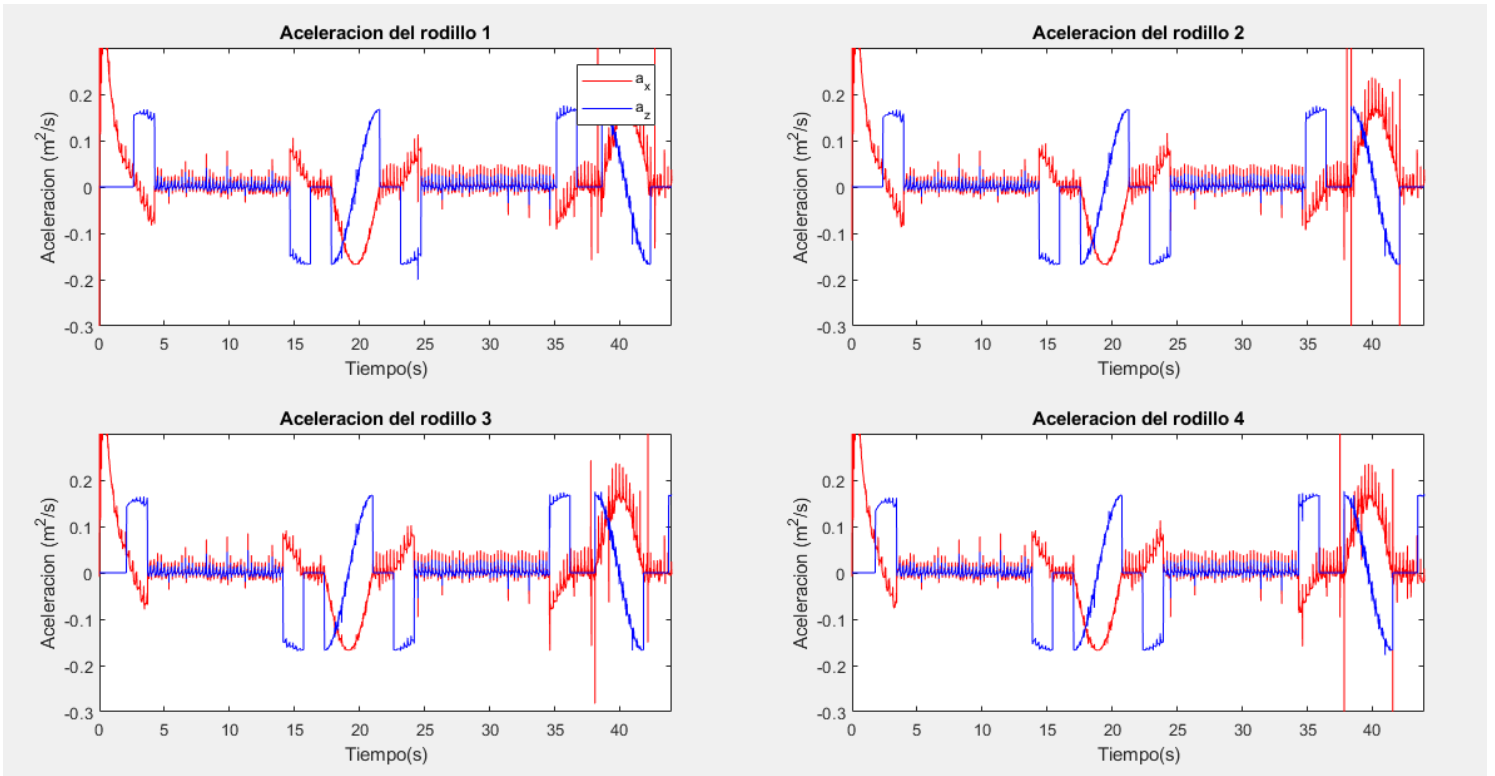 Aceleracion del rodillo 1
Aceleracion (m²/s)
0.2
0.1
0
-0.1
-0.2
-0.3
0 5 10 15 20 25 30 35 40
Tiempo(s)
a_x
a_z
Aceleracion del rodillo 2
Aceleracion (m²/s)
0.2
0.1
0
-0.1
-0.2
-0.3
0 5 10 15 20 25 30 35 40
Tiempo(s)
Aceleracion del rodillo 3
Aceleracion (m²/s)
0.2
0.1
0
-0.1
-0.2
-0.3
0 5 10 15 20 25 30 35 40
Tiempo(s)
Aceleracion del rodillo 4
Aceleracion (m²/s)
0.2
0.1
0
-0.1
-0.2
-0.3
0 5 10 15 20 25 30 35 40
Tiempo(s)